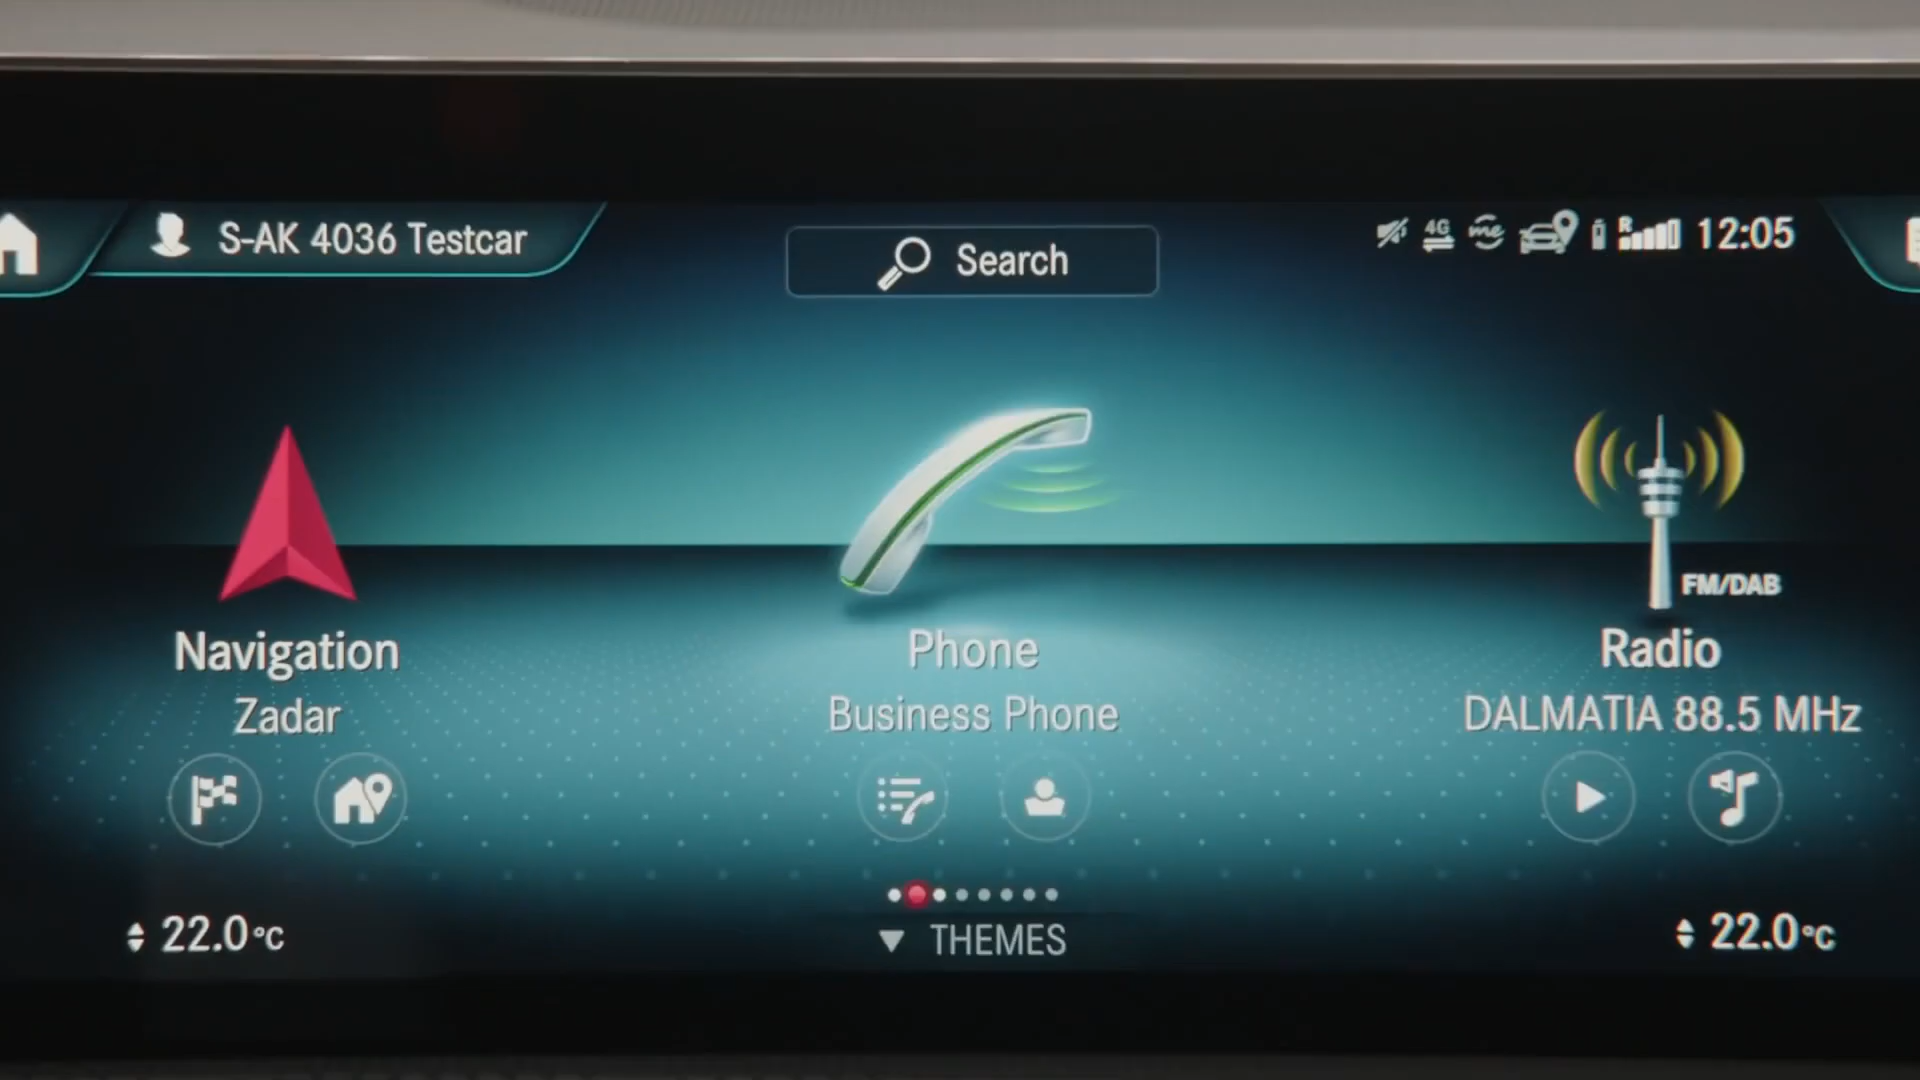 S-AK 4036 Testcar
Search
4G
me
R
12:05
FM/DAB
Navigation
Phone
Radio
Zadar
Business Phone
DALMATIA 88.5 MHz
22.0°C
THEMES
22.0°C